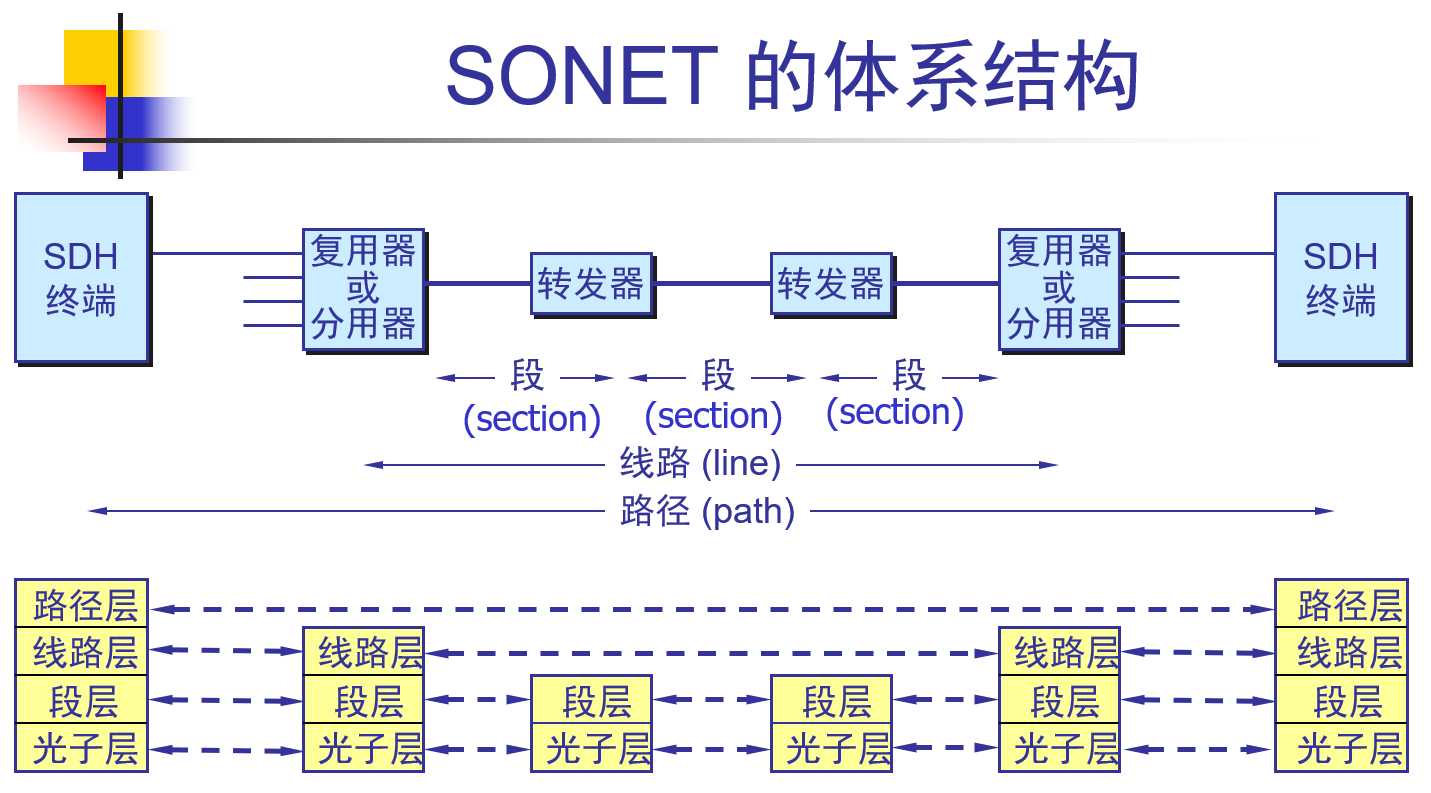 SONET 的体系结构
SDH
终端
复用器
或
分用器
转发器
转发器
复用器
或
分用器
SDH
终端
段
(section)
段
(section)
段
(section)
线路 (line)
路径 (path)
路径层
线路层
段层
光子层
线路层
段层
光子层
段层
光子层
段层
光子层
线路层
段层
光子层
路径层
线路层
段层
光子层